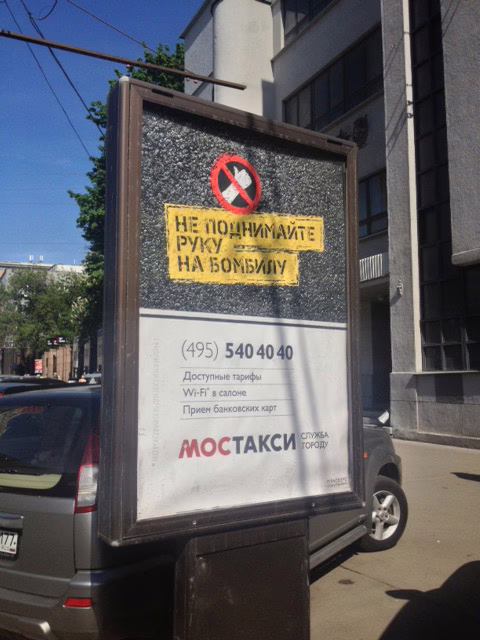 НЕ ПОДНИМАЙТЕ
РУКУ
НА БОМБИЛУ
(495) 540 40 40
Доступные тарифы
Wi-Fi* в салоне
Прием банковских карт
МОСТАКСИ СЛУЖБА
ГОРОДУ
177